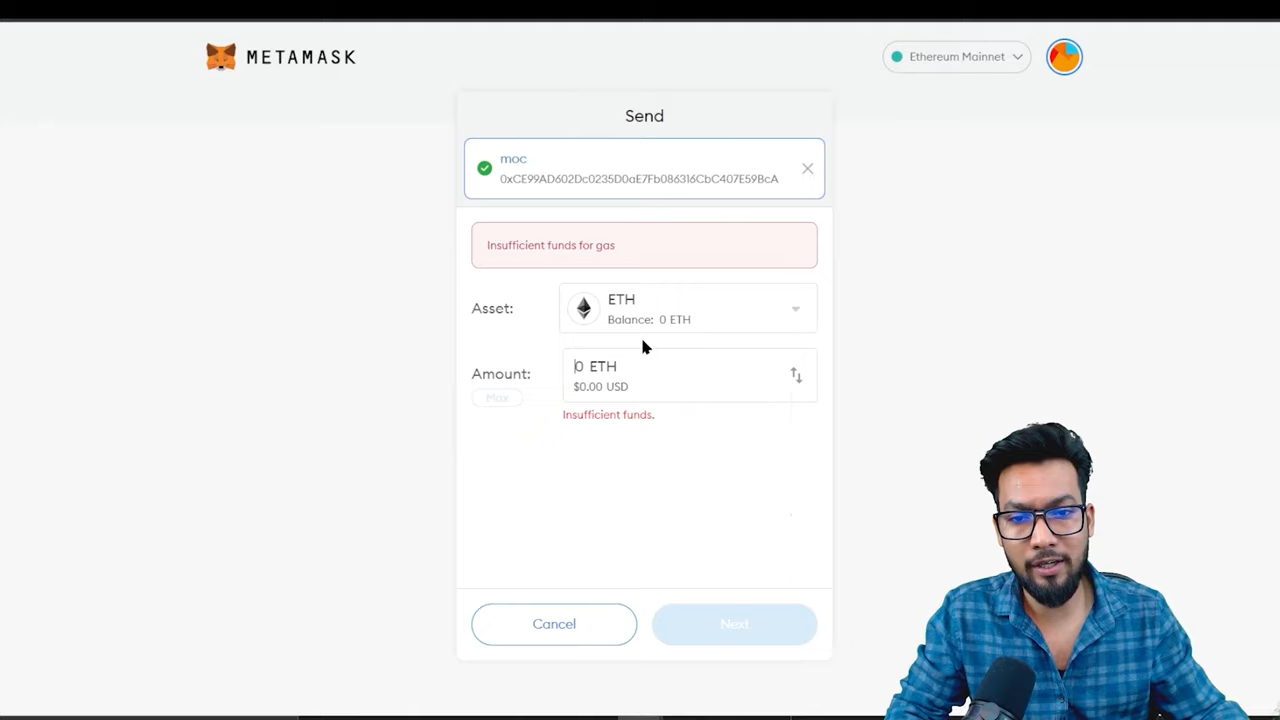 METAMASK
Ethereum Mainnet
Send
moc
0xCE99AD602Dc0235D0aE7Fb086316CbC407E59BcA
Insufficient funds for gas
Asset:
ETH
Balance: 0 ETH
Amount:
Max
0 ETH
$0.00 USD
Insufficient funds.
Cancel
Next